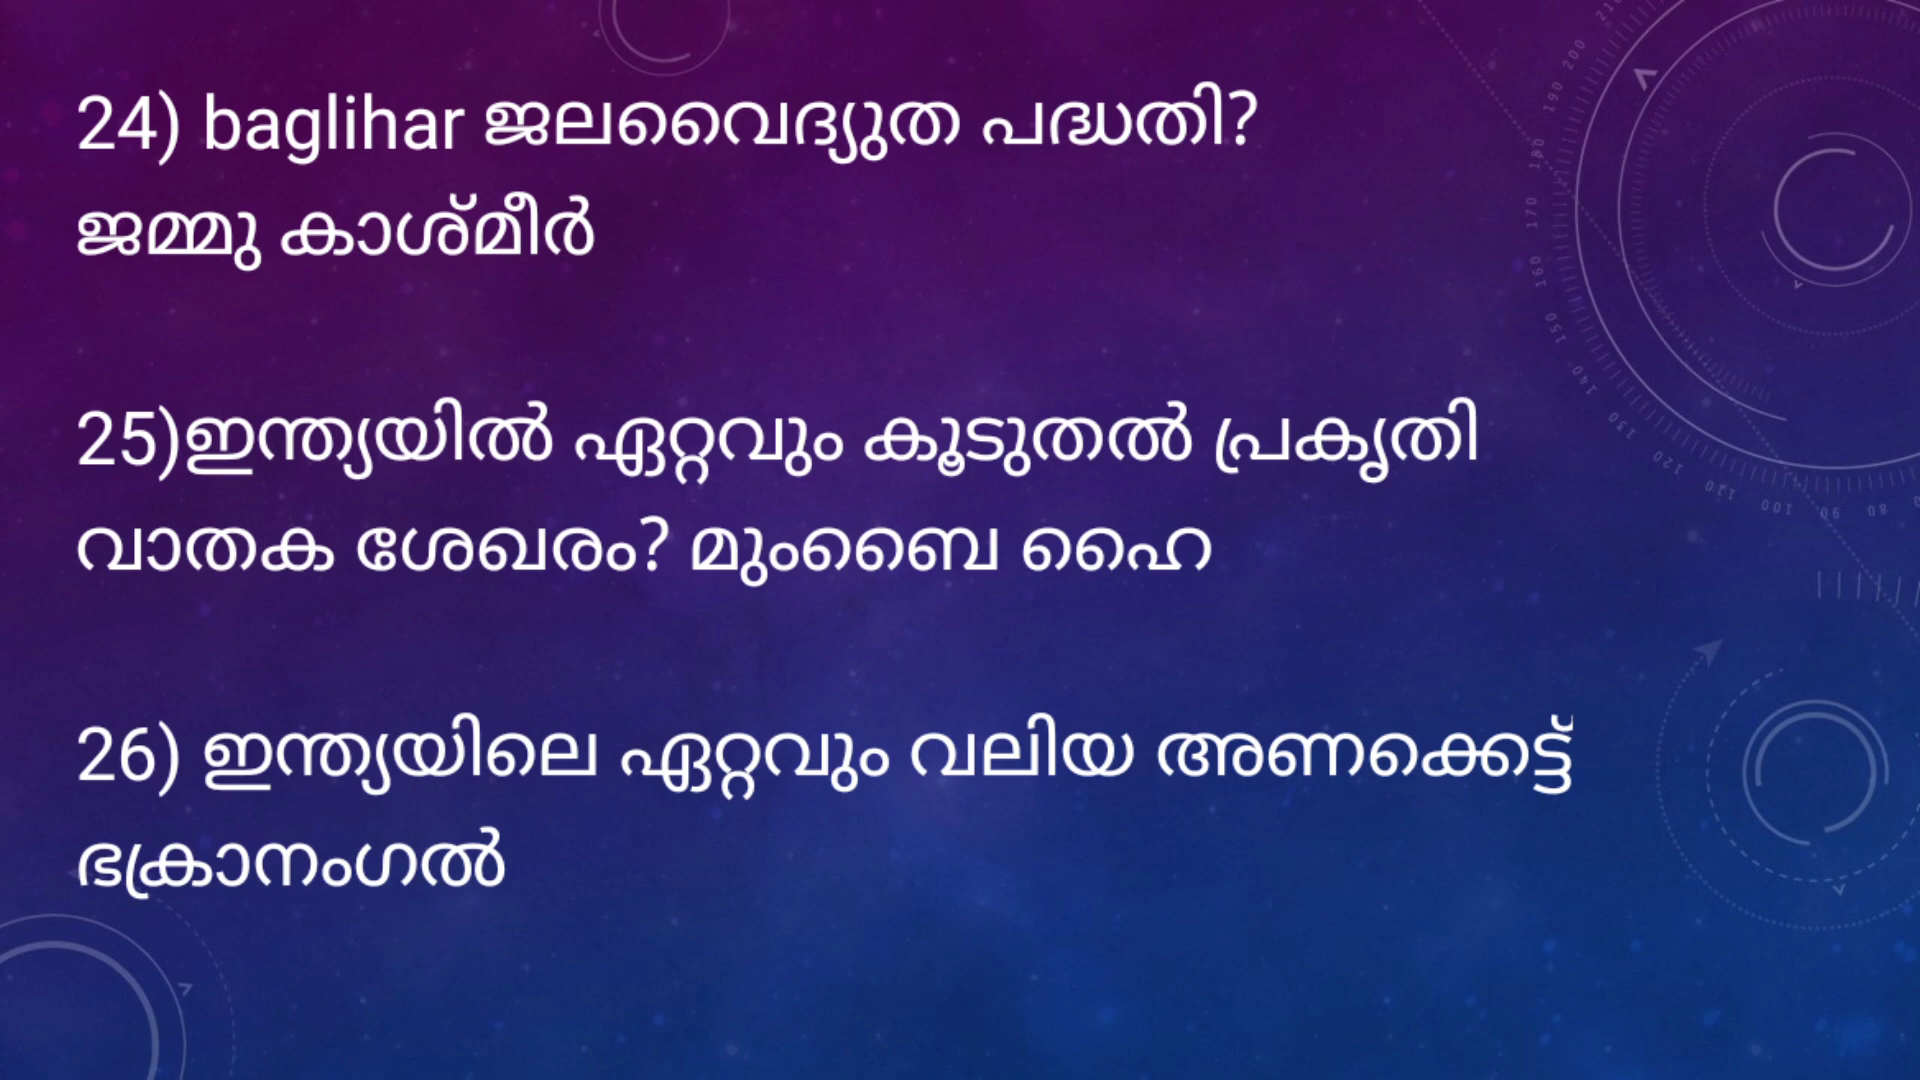 24) baglihar ജലവൈദ്യുത പദ്ധതി?
ജമ്മു കാശ്മീർ
25)ഇന്ത്യയിൽ ഏറ്റവും കൂടുതൽ പ്രകൃതി
വാതക ശേഖരം? മുംബൈ ഹൈ
26) ഇന്ത്യയിലെ ഏറ്റവും വലിയ അണക്കെട്ട്
ഭക്രാനംഗൽ